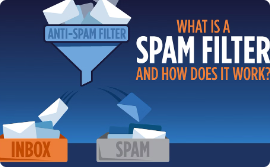 WHAT IS A
SPAM FILTER
AND HOW DOES IT WORK?
ANTI-SPAM FILTER
INBOX
SPAM